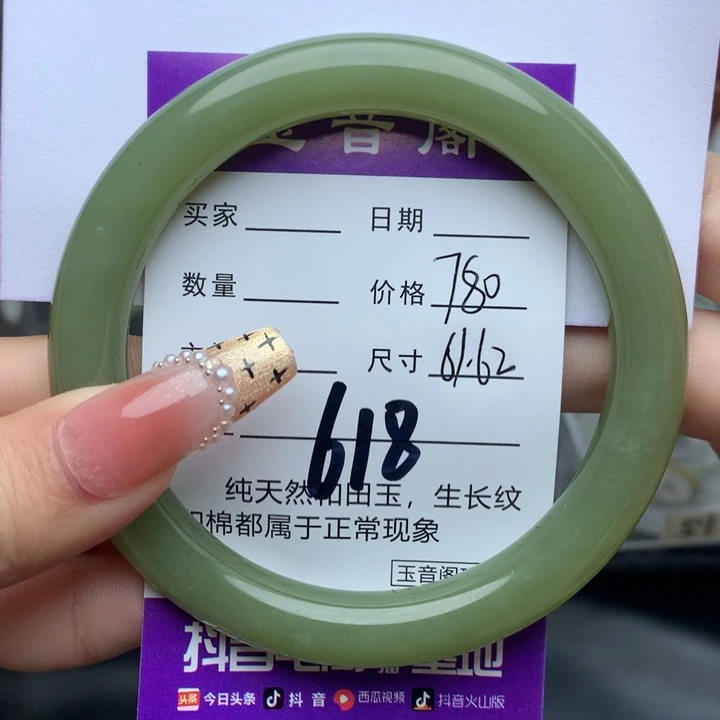 音阁
买家 日期
数量 价格 780
尺寸 61.62
618
纯天然和田玉，生长纹
棉都属于正常现象
玉音阁
抖音
头条 今日头条 抖音 西瓜视频 抖音火山版